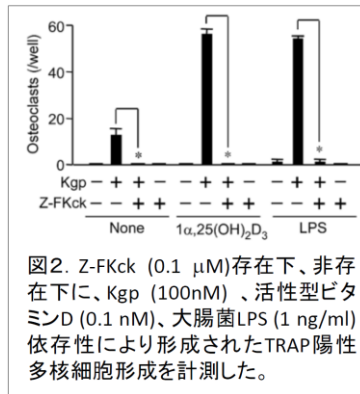 60
40
20
0
Osteoclasts (/well)
* * *
Kgp － ＋ ＋ － － ＋ ＋ － － ＋ ＋ －
Z-FKck － － ＋ ＋ － － ＋ ＋ － － ＋ ＋
None 1α,25(OH)₂D₃ LPS
図2. Z-FKck (0.1 μM)存在下、非存
在下に、Kgp (100nM) 、活性型ビタ
ミンD (0.1 nM)、大腸菌LPS (1 ng/ml)
依存性により形成されたTRAP陽性
多核細胞形成を計測した。